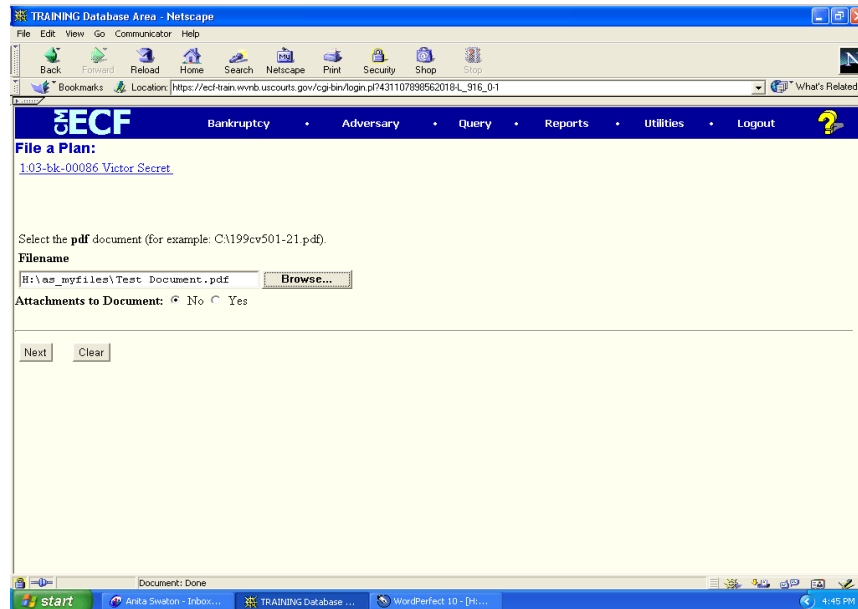 TRAINING Database Area - Netscape
File Edit View Go Communicator Help
Back Forward Reload Home Search Netscape Print Security Shop Stop
Bookmarks Location: https://ecf-train.wvnb.uscourts.gov/cgi-bin/login.pl?431107898562018-L_916_0-1 What's Related
CM ECF Bankruptcy • Adversary • Query • Reports • Utilities • Logout ?
File a Plan:
1:03-bk-00086 Victor Secret
Select the pdf document (for example: C:\199cv501-21.pdf).
Filename
H:\as_myfiles\Test Document.pdf Browse...
Attachments to Document: No Yes
Next Clear
Document: Done
start Anita Swaton - Inbox... TRAINING Database ... WordPerfect 10 - [H:... 4:45 PM